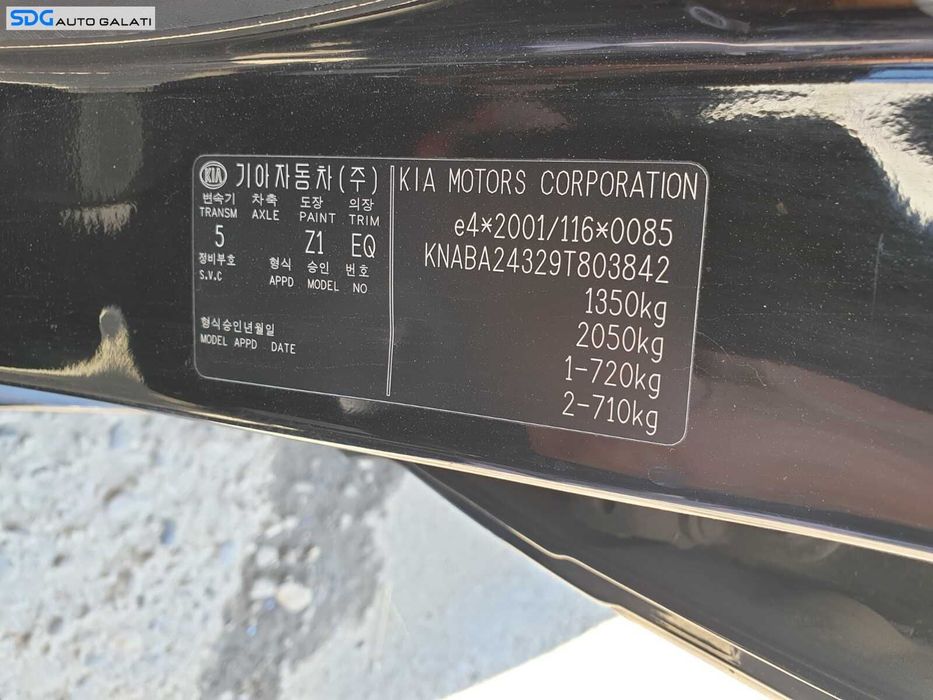 SDG AUTO GALATI
KIA 기아자동차(주)
변속기 차축 도장 의장
TRANSM AXLE PAINT TRIM
5 Z1 EQ
정비부호 형식 승인 번호
S.V.C APPD MODEL NO
형식승인년월일
MODEL APPD DATE
KIA MOTORS CORPORATION
e4*2001/116*0085
KNABA24329T803842
1350kg
2050kg
1-720kg
2-710kg